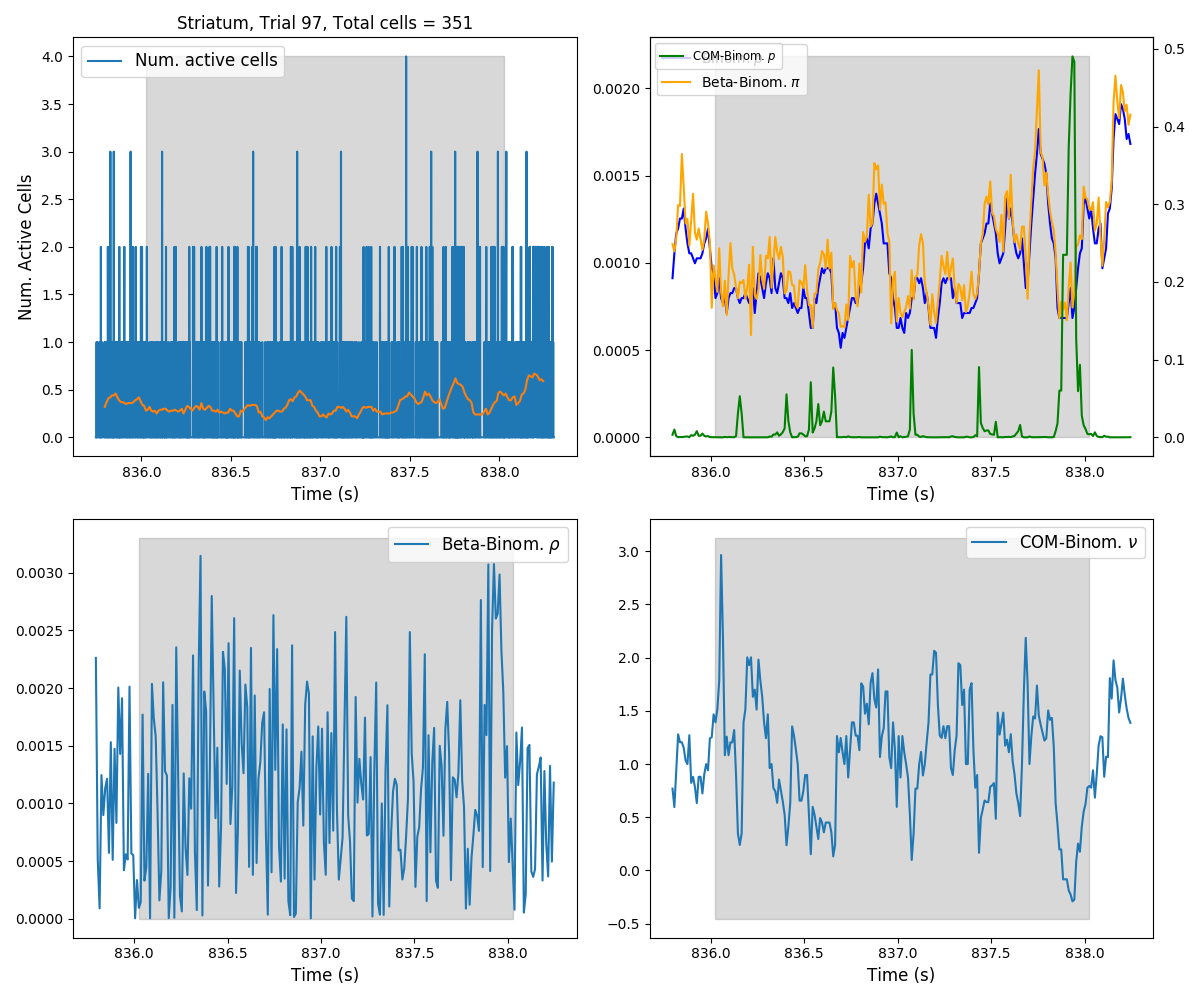 Striatum, Trial 97, Total cells = 351
Num. active cells
Num. Active Cells
4.0
3.5
3.0
2.5
2.0
1.5
1.0
0.5
0.0
836.0 836.5 837.0 837.5 838.0
Time (s)
COM-Binom. p
Beta-Binom. π
0.0020
0.0015
0.0010
0.0005
0.0000
0.5
0.4
0.3
0.2
0.1
0.0
836.0 836.5 837.0 837.5 838.0
Time (s)
Beta-Binom. ρ
0.0030
0.0025
0.0020
0.0015
0.0010
0.0005
0.0000
836.0 836.5 837.0 837.5 838.0
Time (s)
COM-Binom. ν
3.0
2.5
2.0
1.5
1.0
0.5
0.0
−0.5
836.0 836.5 837.0 837.5 838.0
Time (s)